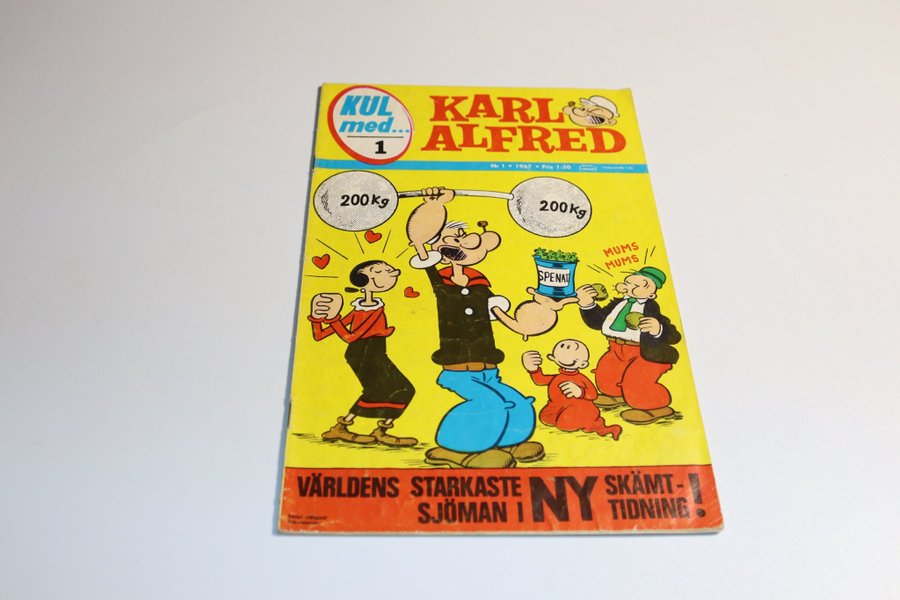 KUL
med...
1
KARL
ALFRED
Nr 1 • 1967 • Pris 1:50
200 Kg
200 Kg
MUMS
MUMS
SPENAT
VÄRLDENS STARKASTE
SJÖMAN I
NY
SKÄMT-
TIDNING!